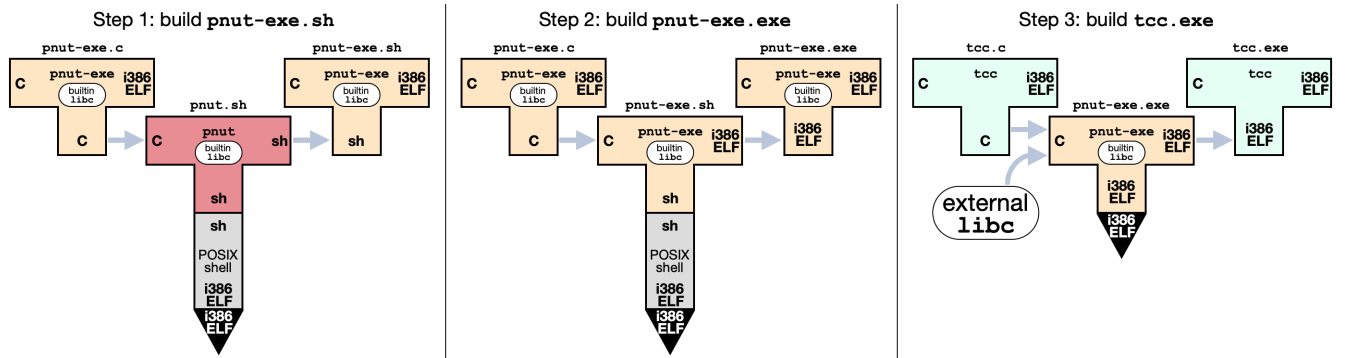 Step 1: build pnut-exe.sh
pnut-exe.c
pnut-exe.sh
C
pnut-exe
builtin
libc
i386
ELF
C
C
pnut-exe
builtin
libc
i386
ELF
sh
pnut.sh
C
pnut
builtin
libc
sh
sh
sh
POSIX
shell
i386
ELF
i386
ELF
Step 2: build pnut-exe.exe
pnut-exe.c
pnut-exe.exe
C
pnut-exe
builtin
libc
i386
ELF
C
C
pnut-exe
builtin
libc
i386
ELF
i386
ELF
pnut-exe.sh
C
pnut-exe
builtin
libc
i386
ELF
sh
sh
POSIX
shell
i386
ELF
i386
ELF
Step 3: build tcc.exe
tcc.c
tcc.exe
C
tcc
i386
ELF
C
C
tcc
i386
ELF
i386
ELF
pnut-exe.exe
C
pnut-exe
builtin
libc
i386
ELF
i386
ELF
i386
ELF
external
libc